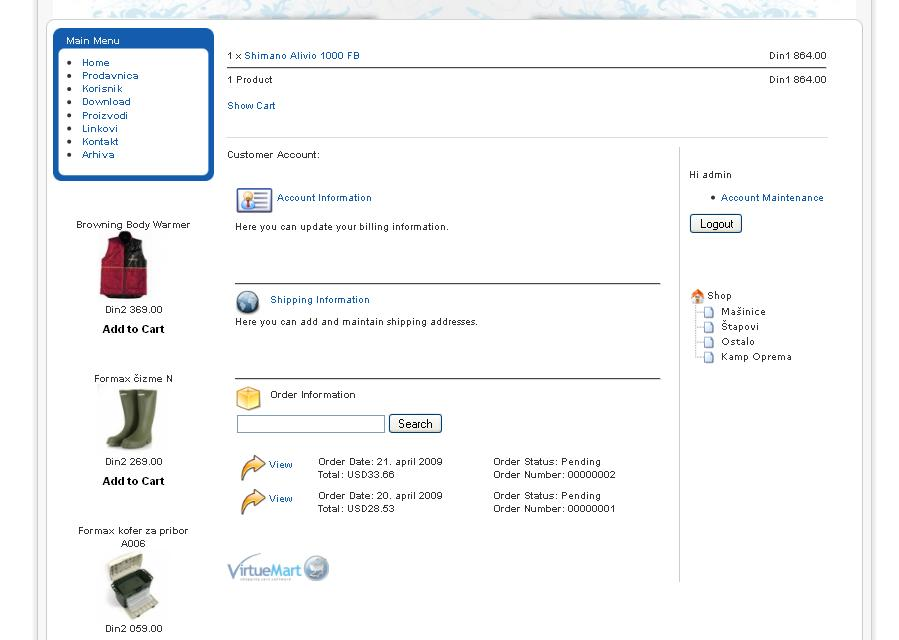 Main Menu
Home
Prodavnica
Korisnik
Download
Proizvodi
Linkovi
Kontakt
Arhiva
Browning Body Warmer
Din2 369.00
Add to Cart
Formax čizme N
Din2 269.00
Add to Cart
Formax kofer za pribor
A006
Din2 059.00
1 x Shimano Alivio 1000 FB Din1 864.00
1 Product Din1 864.00
Show Cart
Customer Account:
Account Information
Here you can update your billing information.
Shipping Information
Here you can add and maintain shipping addresses.
Order Information
Search
View Order Date: 21. april 2009 Order Status: Pending
Total: USD33.66 Order Number: 00000002
View Order Date: 20. april 2009 Order Status: Pending
Total: USD28.53 Order Number: 00000001
VirtueMart
Hi admin
Account Maintenance
Logout
Shop
Mašinice
Štapovi
Ostalo
Kamp Oprema